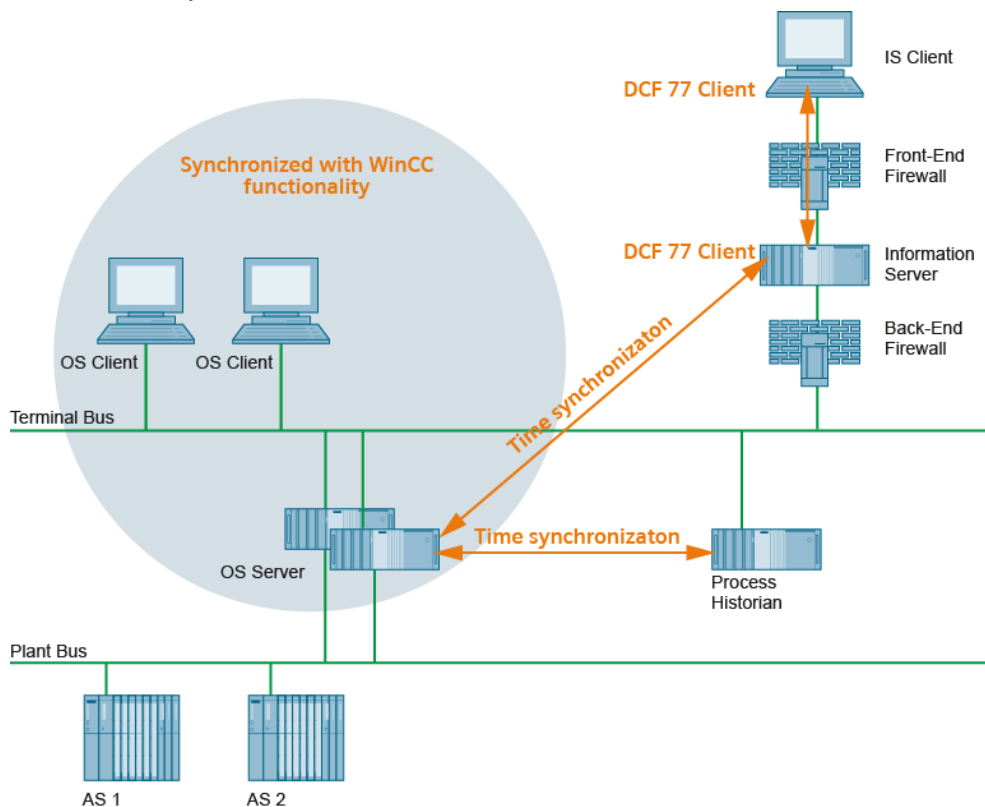 IS Client
DCF 77 Client
Front-End
Firewall
Synchronized with WinCC
functionality
DCF 77 Client
Information
Server
Back-End
Firewall
OS Client
OS Client
Time synchronizaton
Terminal Bus
Time synchronizaton
OS Server
Process
Historian
Plant Bus
AS 1
AS 2